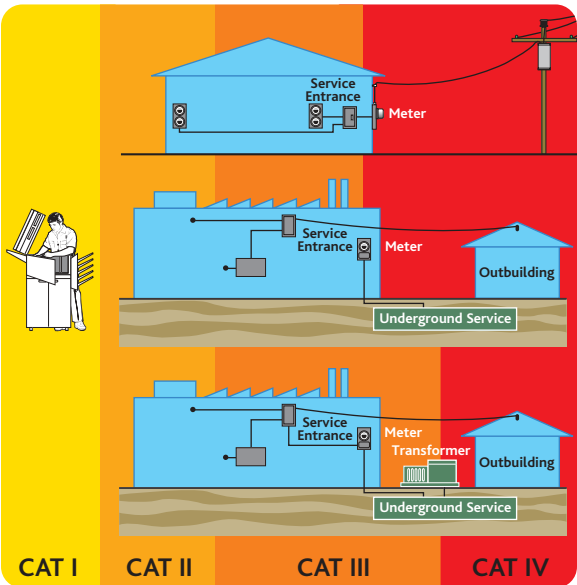 Service
Entrance
Meter
Service
Entrance
Meter
Outbuilding
Underground Service
Service
Entrance
Meter
Transformer
Outbuilding
Underground Service
CAT I
CAT II
CAT III
CAT IV